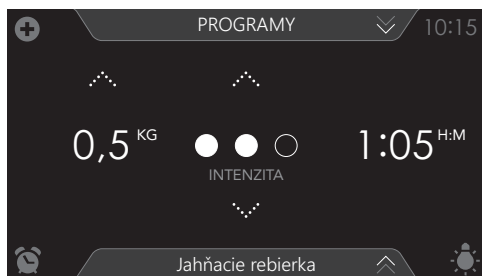 PROGRAMY 10:15
0,5 KG 1:05 H:M
INTENZITA
Jahňacie rebierka